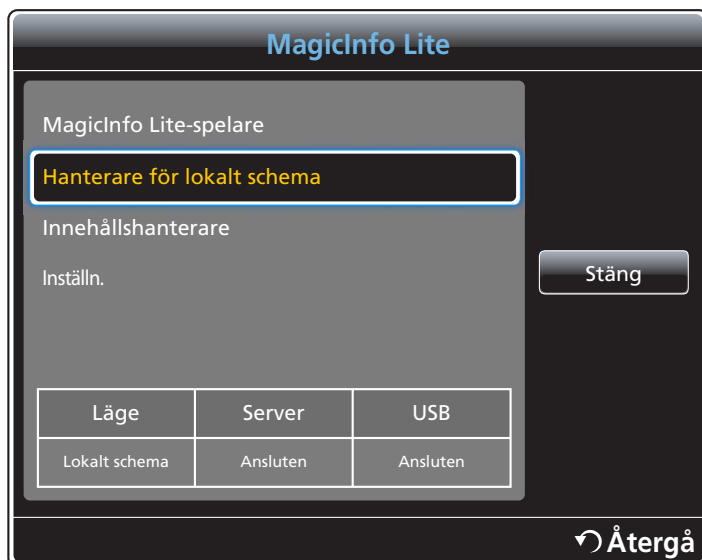 MagicInfo Lite
MagicInfo Lite-spelare
Hanterare för lokalt schema
Innehållshanterare
Inställn.
Stäng
Läge Server USB
Lokalt schema Ansluten Ansluten
Återgå